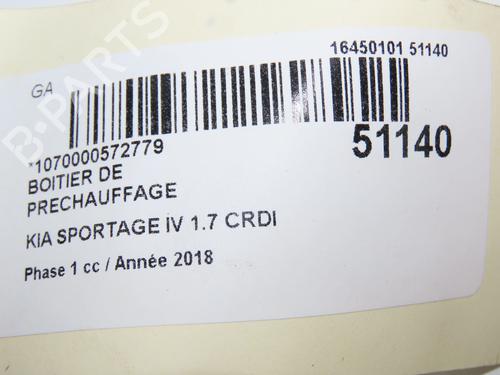 16450101 51140
GA
*1070000572779
51140
BOITIER DE
PRECHAUFFAGE
KIA SPORTAGE IV 1.7 CRDI
Phase 1 cc / Année 2018
B-PARTS